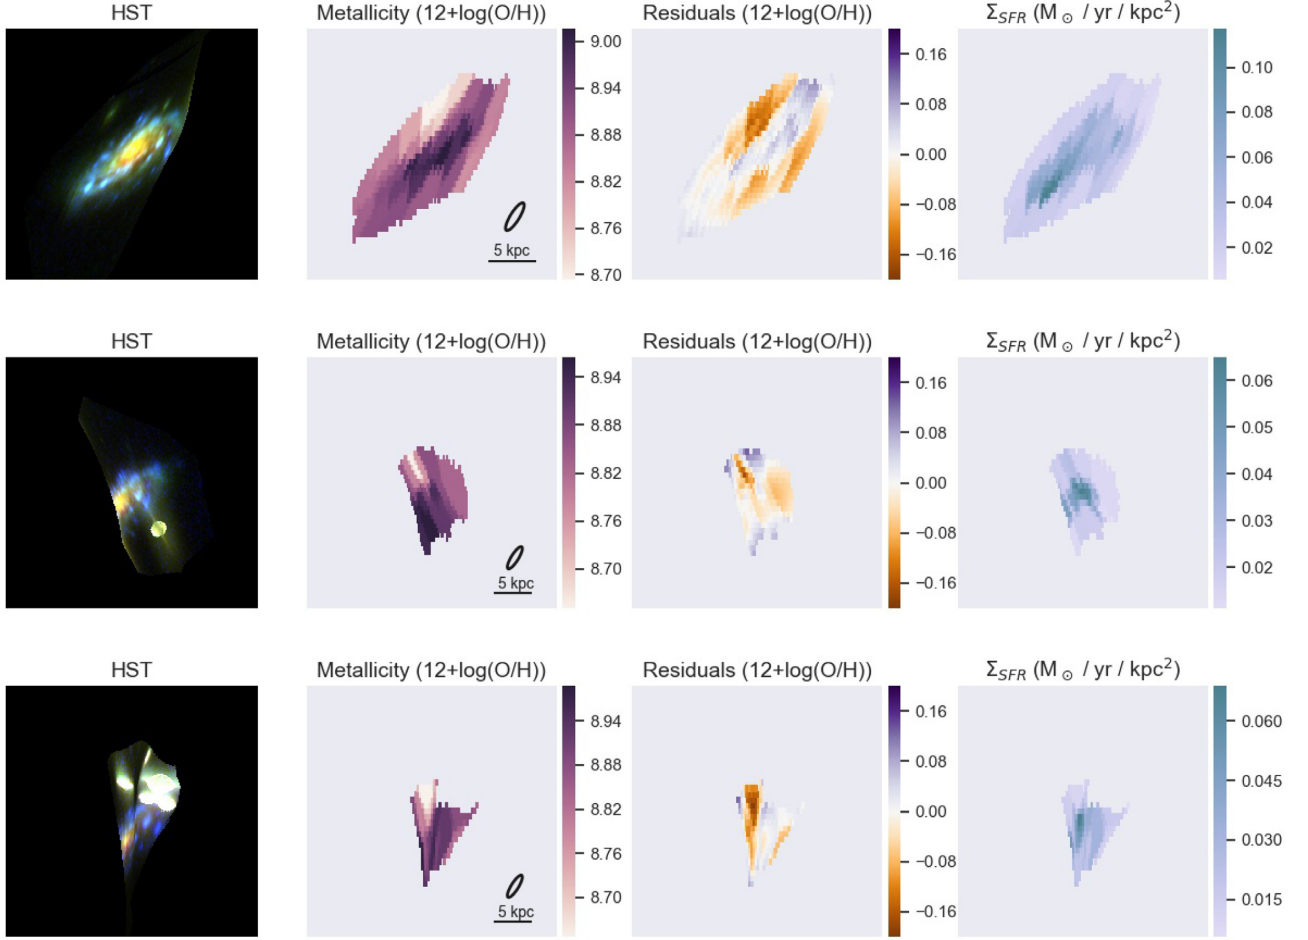 HST Metallicity (12+log(O/H)) Residuals (12+log(O/H)) Σ_SFR (M_⊙ / yr / kpc²)
9.00 0.16 0.10
8.94 0.08 0.08
8.88 0.00 0.06
8.82 −0.08 0.04
8.76 −0.16 0.02
8.70
5 kpc
HST Metallicity (12+log(O/H)) Residuals (12+log(O/H)) Σ_SFR (M_⊙ / yr / kpc²)
8.94 0.16 0.06
8.88 0.08 0.05
8.82 0.00 0.04
8.76 −0.08 0.03
8.70 −0.16 0.02
5 kpc
HST Metallicity (12+log(O/H)) Residuals (12+log(O/H)) Σ_SFR (M_⊙ / yr / kpc²)
8.94 0.16 0.060
8.88 0.08 0.045
8.82 0.00 0.030
8.76 −0.08 0.015
8.70 −0.16
5 kpc